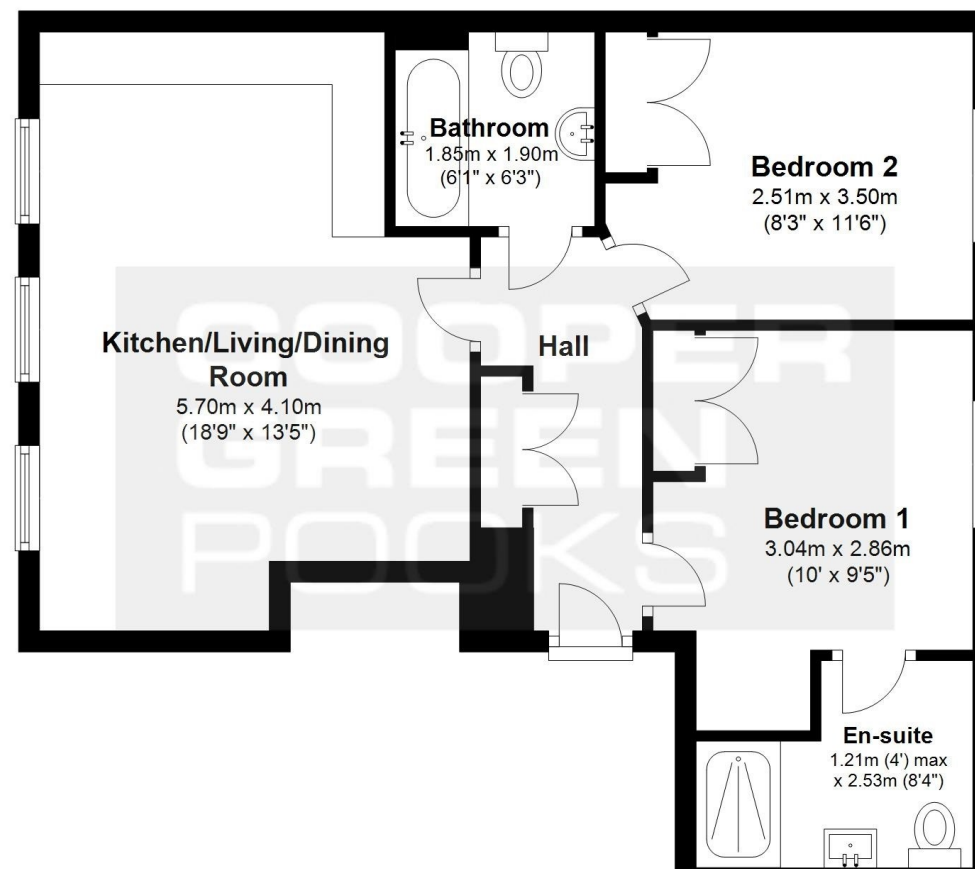 Bathroom
1.85m x 1.90m
(6'1" x 6'3")
Bedroom 2
2.51m x 3.50m
(8'3" x 11'6")
Kitchen/Living/Dining
Room
5.70m x 4.10m
(18'9" x 13'5")
Hall
COOPER
GREEN
POOKS
Bedroom 1
3.04m x 2.86m
(10' x 9'5")
En-suite
1.21m (4') max
x 2.53m (8'4")